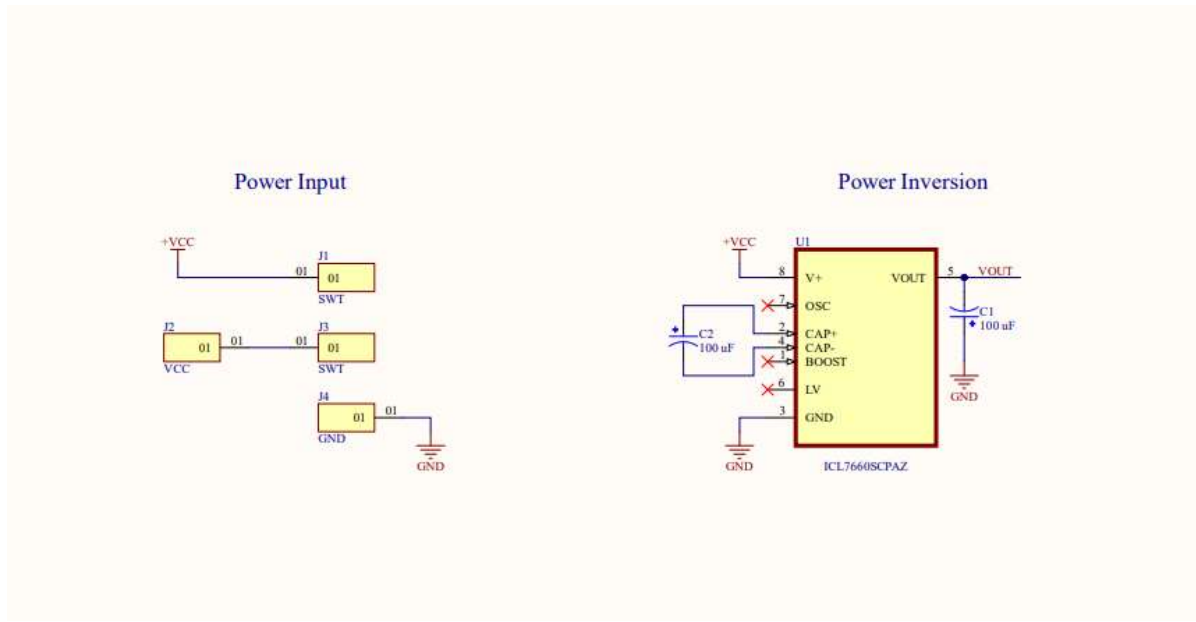 Power Input
Power Inversion
+VCC
J1
01
01
SWT
J2
01
01
VCC
J3
01
01
SWT
J4
01
01
GND
GND
+VCC
U1
8
V+
7
OSC
2
CAP+
4
CAP-
1
BOOST
6
LV
3
GND
VOUT
5
VOUT
C2
100 uF
C1
100 uF
GND
GND
ICL7660SCPAZ